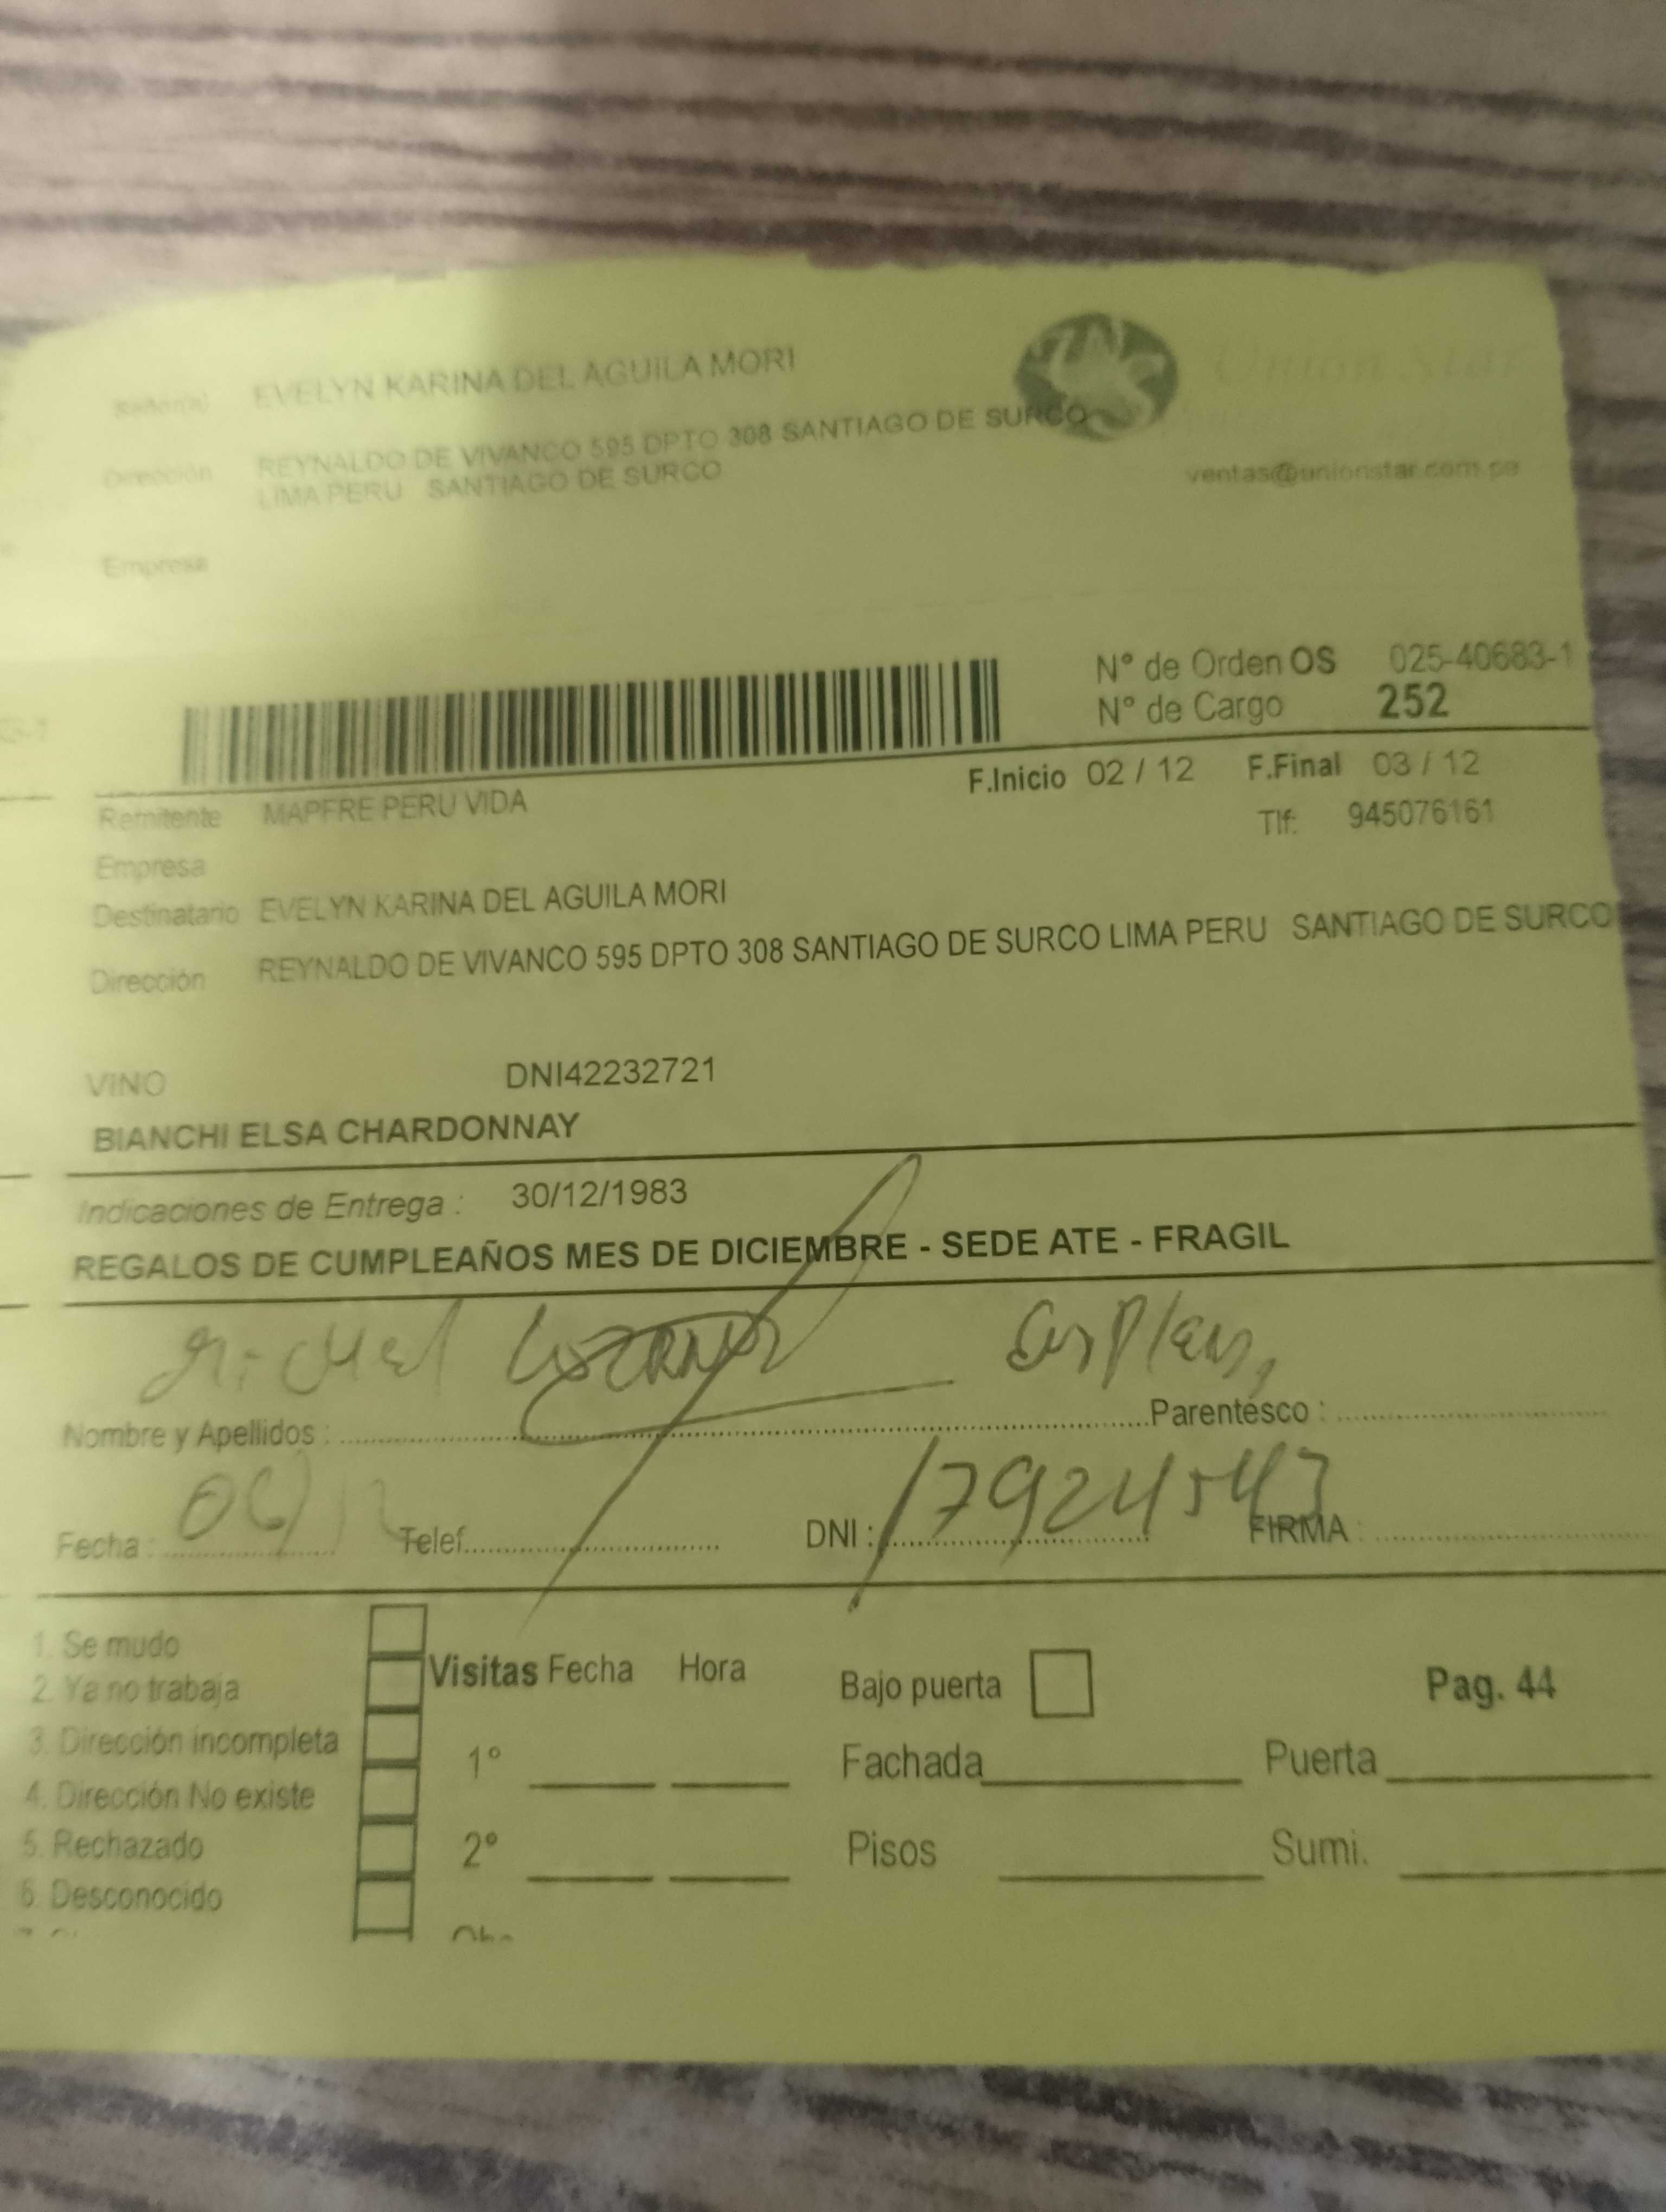 Señor(a) EVELYN KARINA DEL AGUILA MORI
Union Star
Dirección REYNALDO DE VIVANCO 595 DPTO 308 SANTIAGO DE SURCO
LIMA PERU SANTIAGO DE SURCO
ventas@unionstar.com.pe
Empresa
N° de Orden OS 025-40683-1
N° de Cargo 252
F.Inicio 02 / 12 F.Final 03 / 12
Remitente MAPFRE PERU VIDA
Tlf: 945076161
Empresa
Destinatario EVELYN KARINA DEL AGUILA MORI
Dirección REYNALDO DE VIVANCO 595 DPTO 308 SANTIAGO DE SURCO LIMA PERU SANTIAGO DE SURCO
VINO DNI42232721
BIANCHI ELSA CHARDONNAY
Indicaciones de Entrega : 30/12/1983
REGALOS DE CUMPLEAÑOS MES DE DICIEMBRE - SEDE ATE - FRAGIL
Michel
Nombre y Apellidos : Parentesco :
Fecha : Telef. DNI : 17924543 FIRMA :
1. Se mudo
2. Ya no trabaja
3. Dirección incompleta
4. Dirección No existe
5. Rechazado
6. Desconocido
Visitas Fecha Hora
1°
2°
Bajo puerta
Pag. 44
Fachada Puerta
Pisos Sumi.